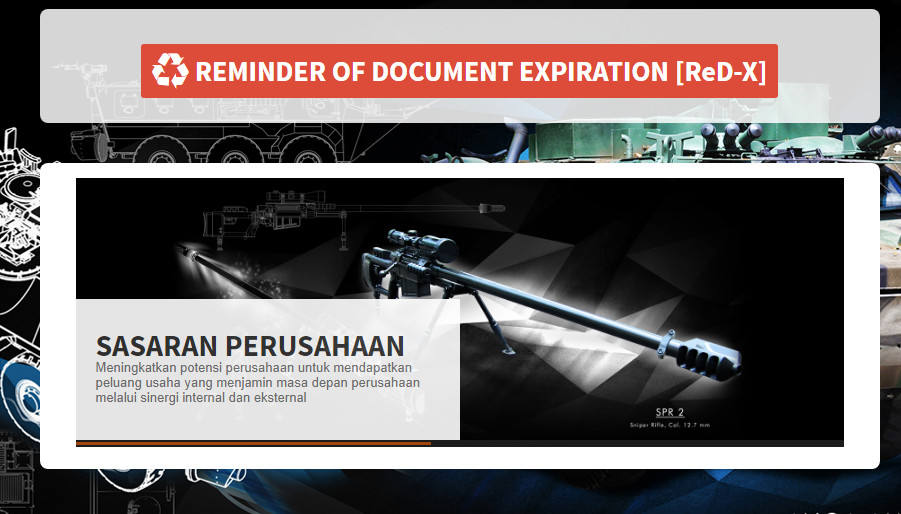 REMINDER OF DOCUMENT EXPIRATION [ReD-X]
SASARAN PERUSAHAAN
Meningkatkan potensi perusahaan untuk mendapatkan
peluang usaha yang menjamin masa depan perusahaan
melalui sinergi internal dan eksternal
SPR 2
Sniper Rifle, Cal. 12.7 mm